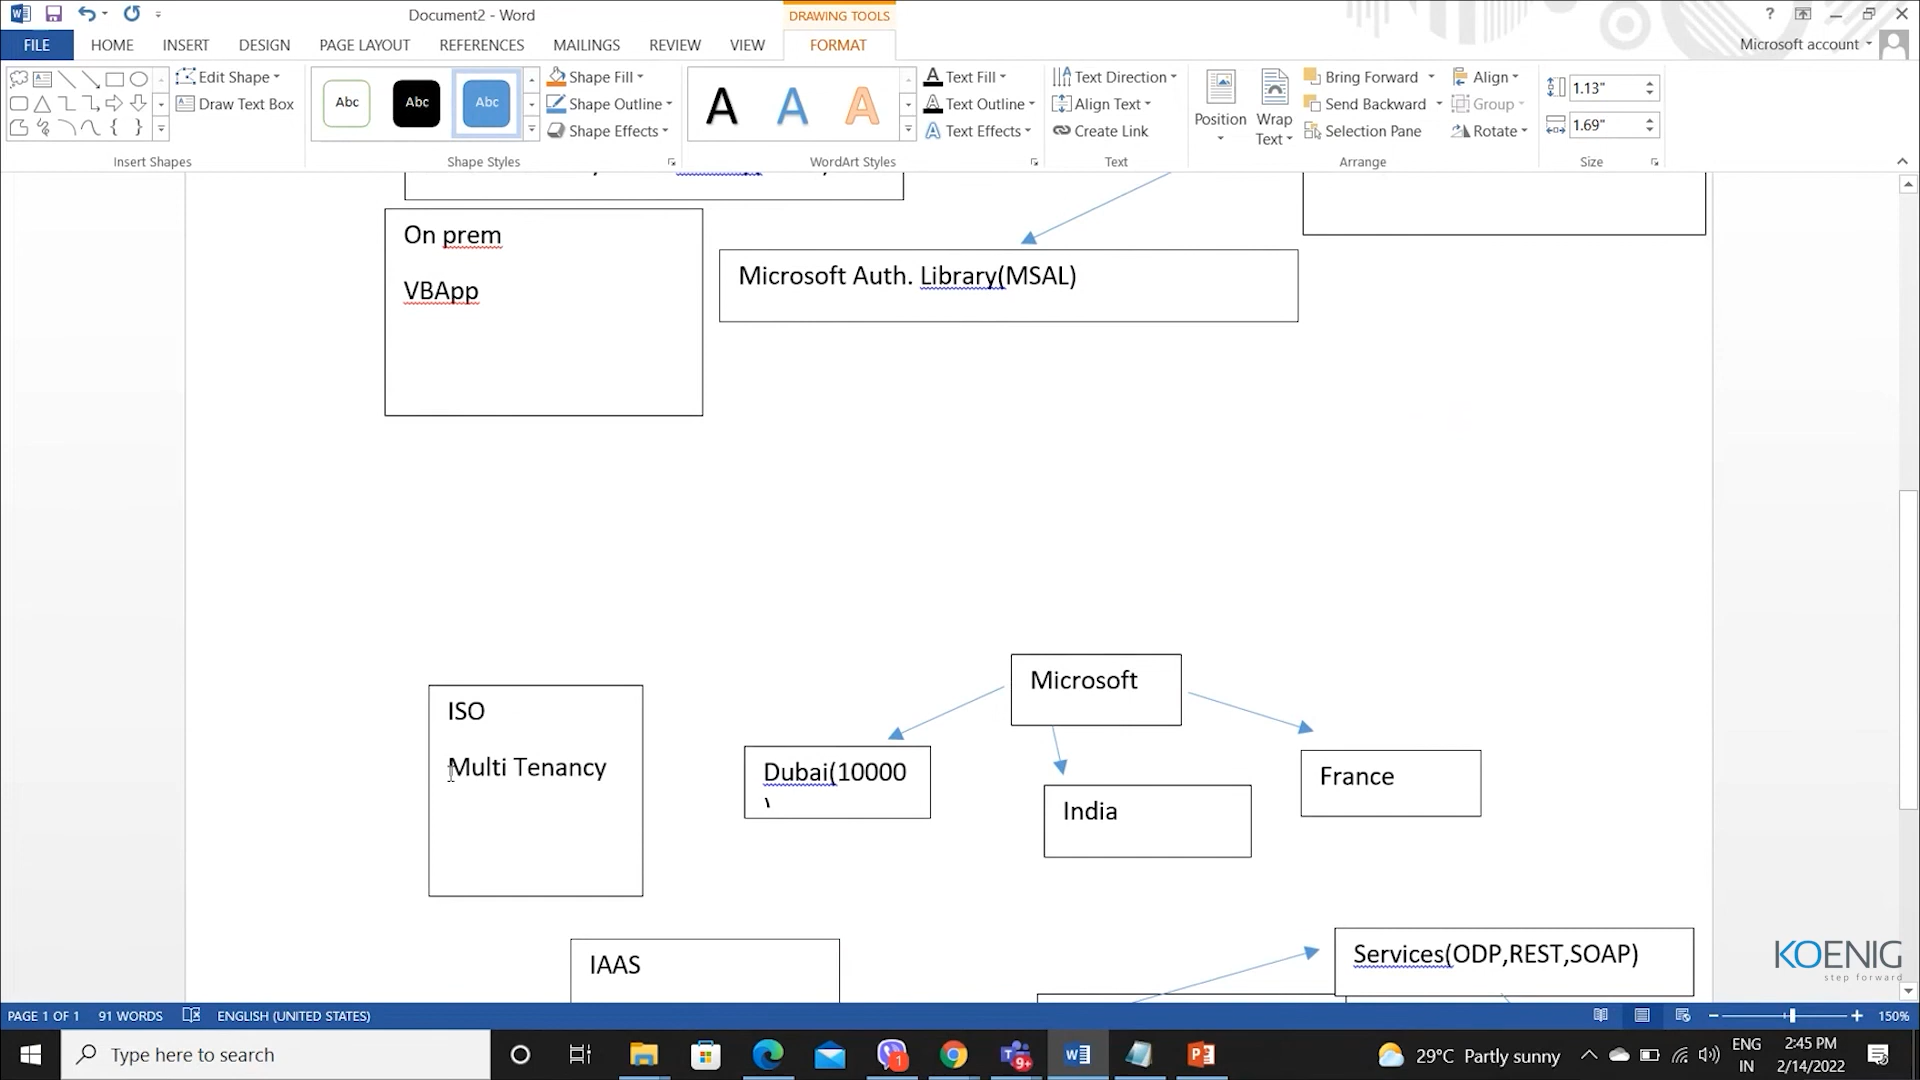 Document2 - Word
DRAWING TOOLS
?
FILE
HOME
INSERT
DESIGN
PAGE LAYOUT
REFERENCES
MAILINGS
REVIEW
VIEW
FORMAT
Microsoft account
Edit Shape
Draw Text Box
Insert Shapes
Abc
Abc
Abc
Shape Fill
Shape Outline
Shape Effects
Shape Styles
A
A
A
Text Fill
Text Outline
Text Effects
WordArt Styles
Text Direction
Align Text
Create Link
Text
Position
Wrap
Text
Bring Forward
Send Backward
Selection Pane
Align
Group
Rotate
Arrange
1.13"
1.69"
Size
On prem
VBApp
Microsoft Auth. Library(MSAL)
Microsoft
ISO
Multi Tenancy
Dubai(10000
)
India
France
IAAS
Services(ODP,REST,SOAP)
KOENIG
step forward
PAGE 1 OF 1
91 WORDS
ENGLISH (UNITED STATES)
150%
Type here to search
1
9+
29°C Partly sunny
ENG
IN
2:45 PM
2/14/2022